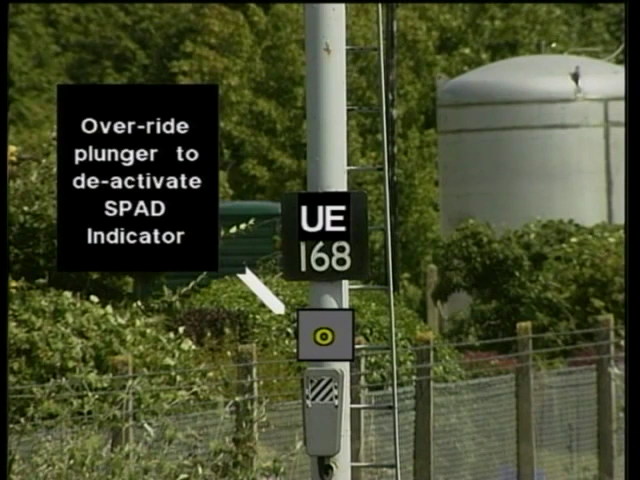 Over-ride
plunger to
de-activate
SPAD
Indicator
UE
168